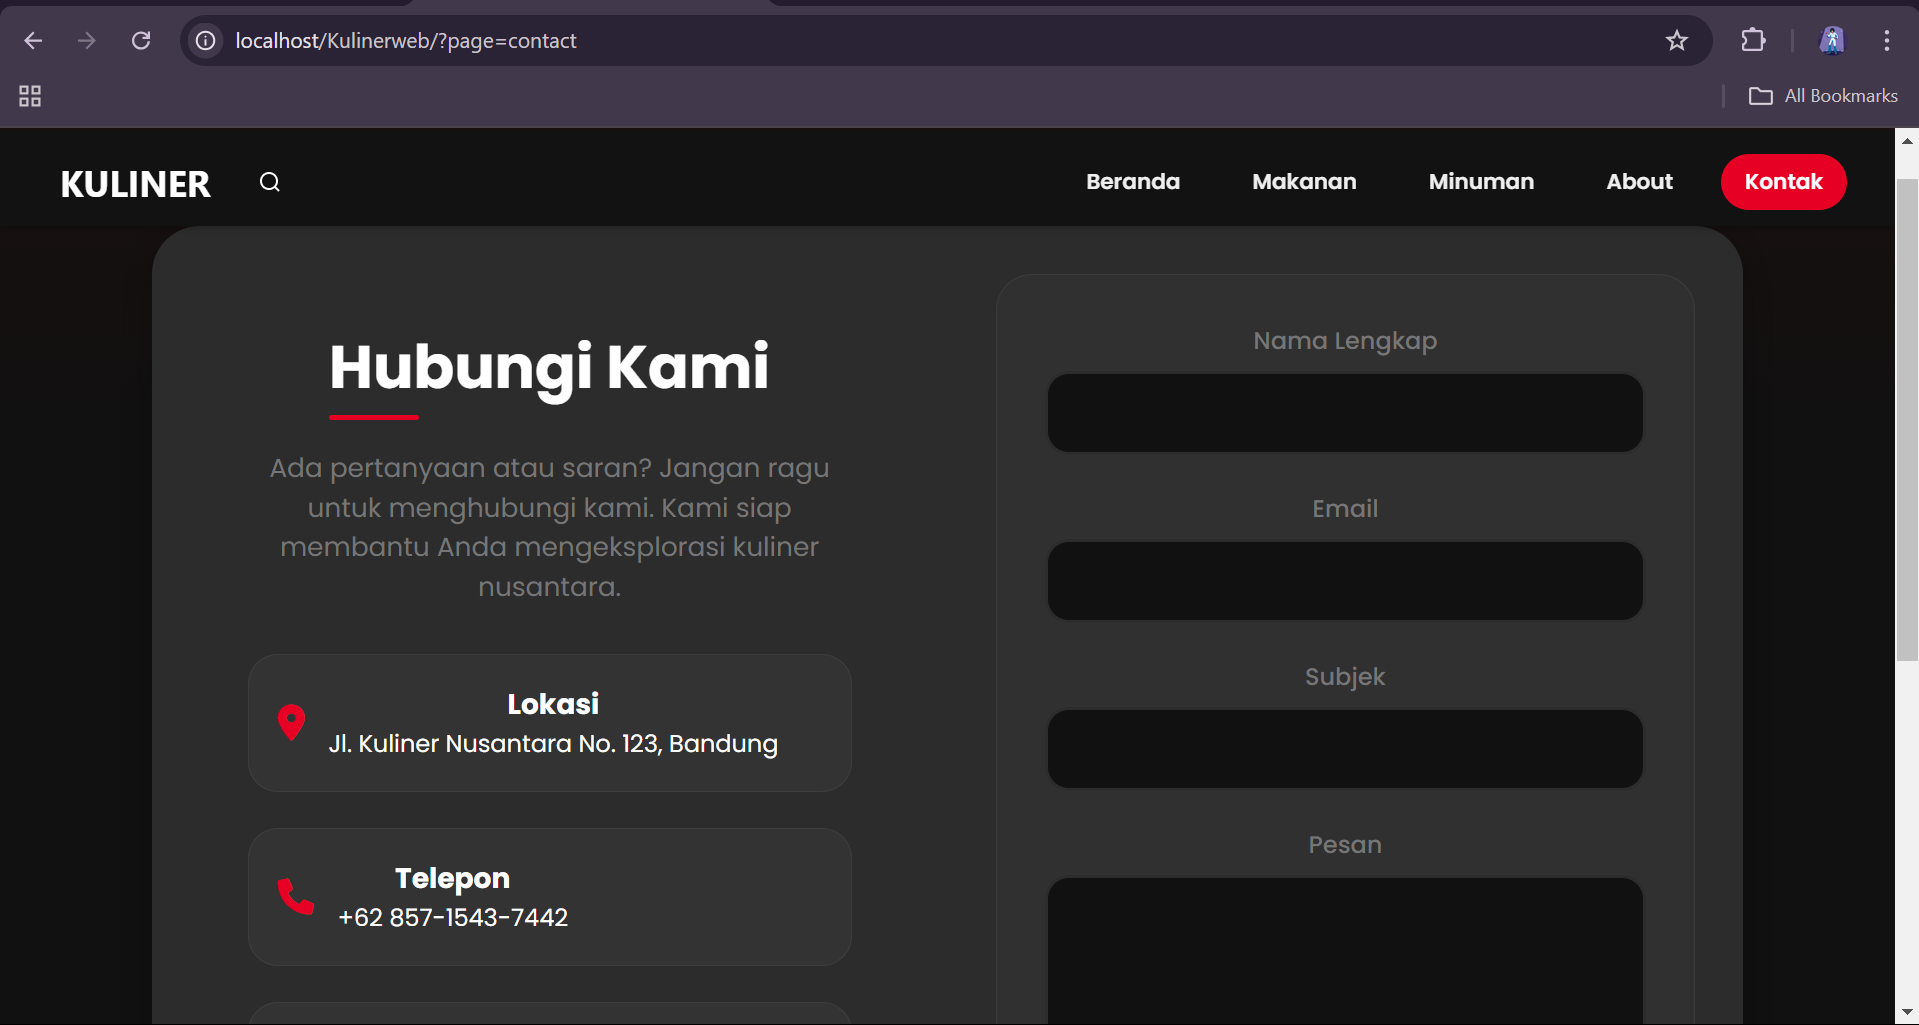 localhost/Kulinerweb/?page=contact
All Bookmarks
KULINER
Beranda
Makanan
Minuman
About
Kontak
Hubungi Kami
Ada pertanyaan atau saran? Jangan ragu
untuk menghubungi kami. Kami siap
membantu Anda mengeksplorasi kuliner
nusantara.
Lokasi
Jl. Kuliner Nusantara No. 123, Bandung
Telepon
+62 857-1543-7442
Nama Lengkap
Email
Subjek
Pesan